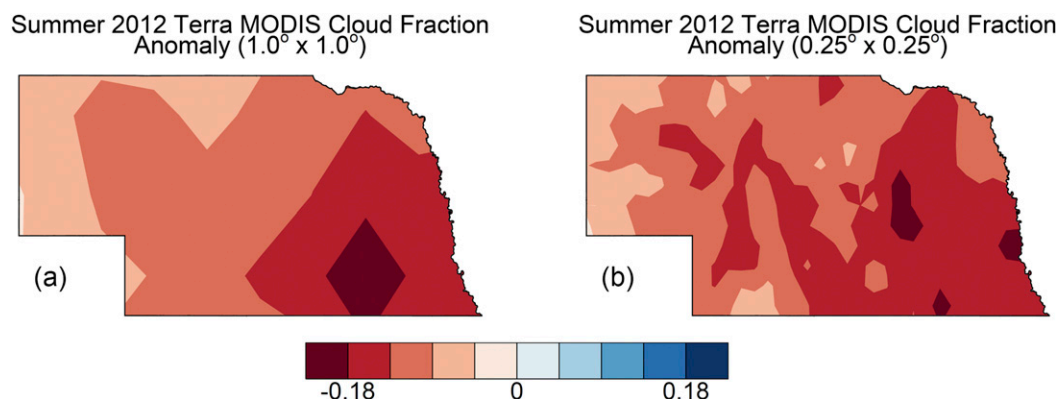 Summer 2012 Terra MODIS Cloud Fraction
Anomaly (1.0° x 1.0°)
Summer 2012 Terra MODIS Cloud Fraction
Anomaly (0.25° x 0.25°)
(a)
(b)
-0.18 0 0.18